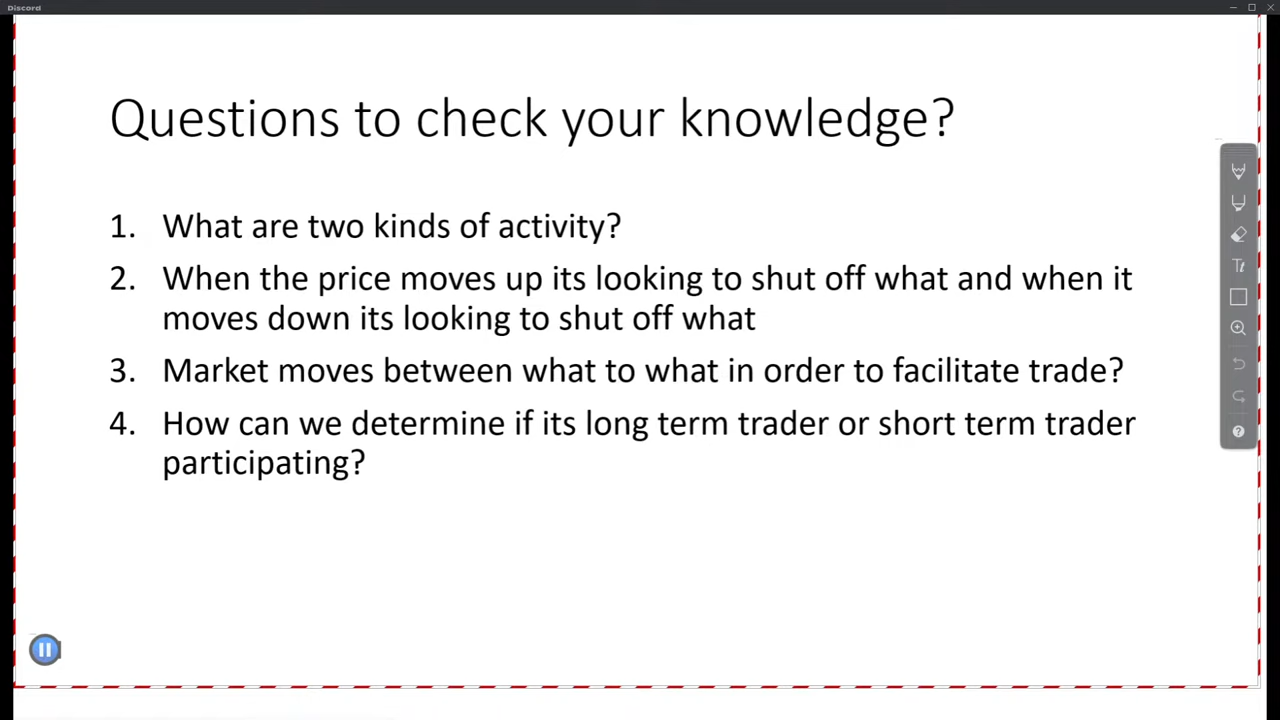 Discord
Questions to check your knowledge?
1. What are two kinds of activity?
2. When the price moves up its looking to shut off what and when it
moves down its looking to shut off what
3. Market moves between what to what in order to facilitate trade?
4. How can we determine if its long term trader or short term trader
participating?